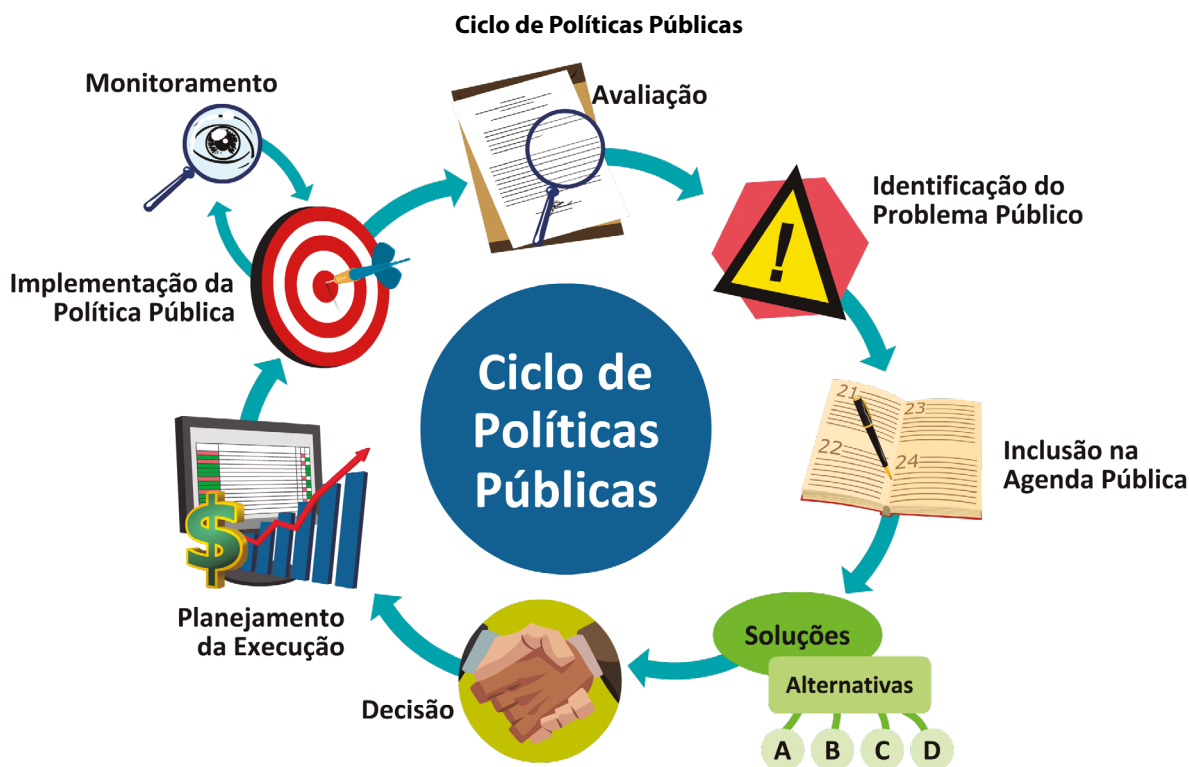 Ciclo de Políticas Públicas
Monitoramento
Avaliação
Identificação do
Problema Público
Implementação da
Política Pública
Ciclo de
Políticas
Públicas
21
22
23
24
Inclusão na
Agenda Pública
$
Planejamento
da Execução
Decisão
Soluções
Alternativas
A B C D